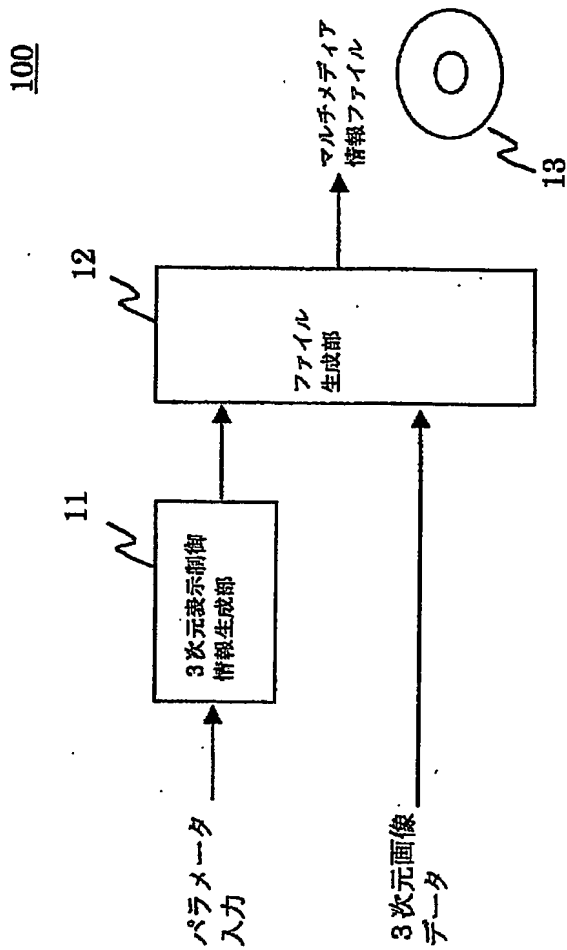 100
パラメータ
入力
11
3次元表示制御
情報生成部
3次元画像
データ
12
ファイル
生成部
マルチメディア
情報ファイル
13